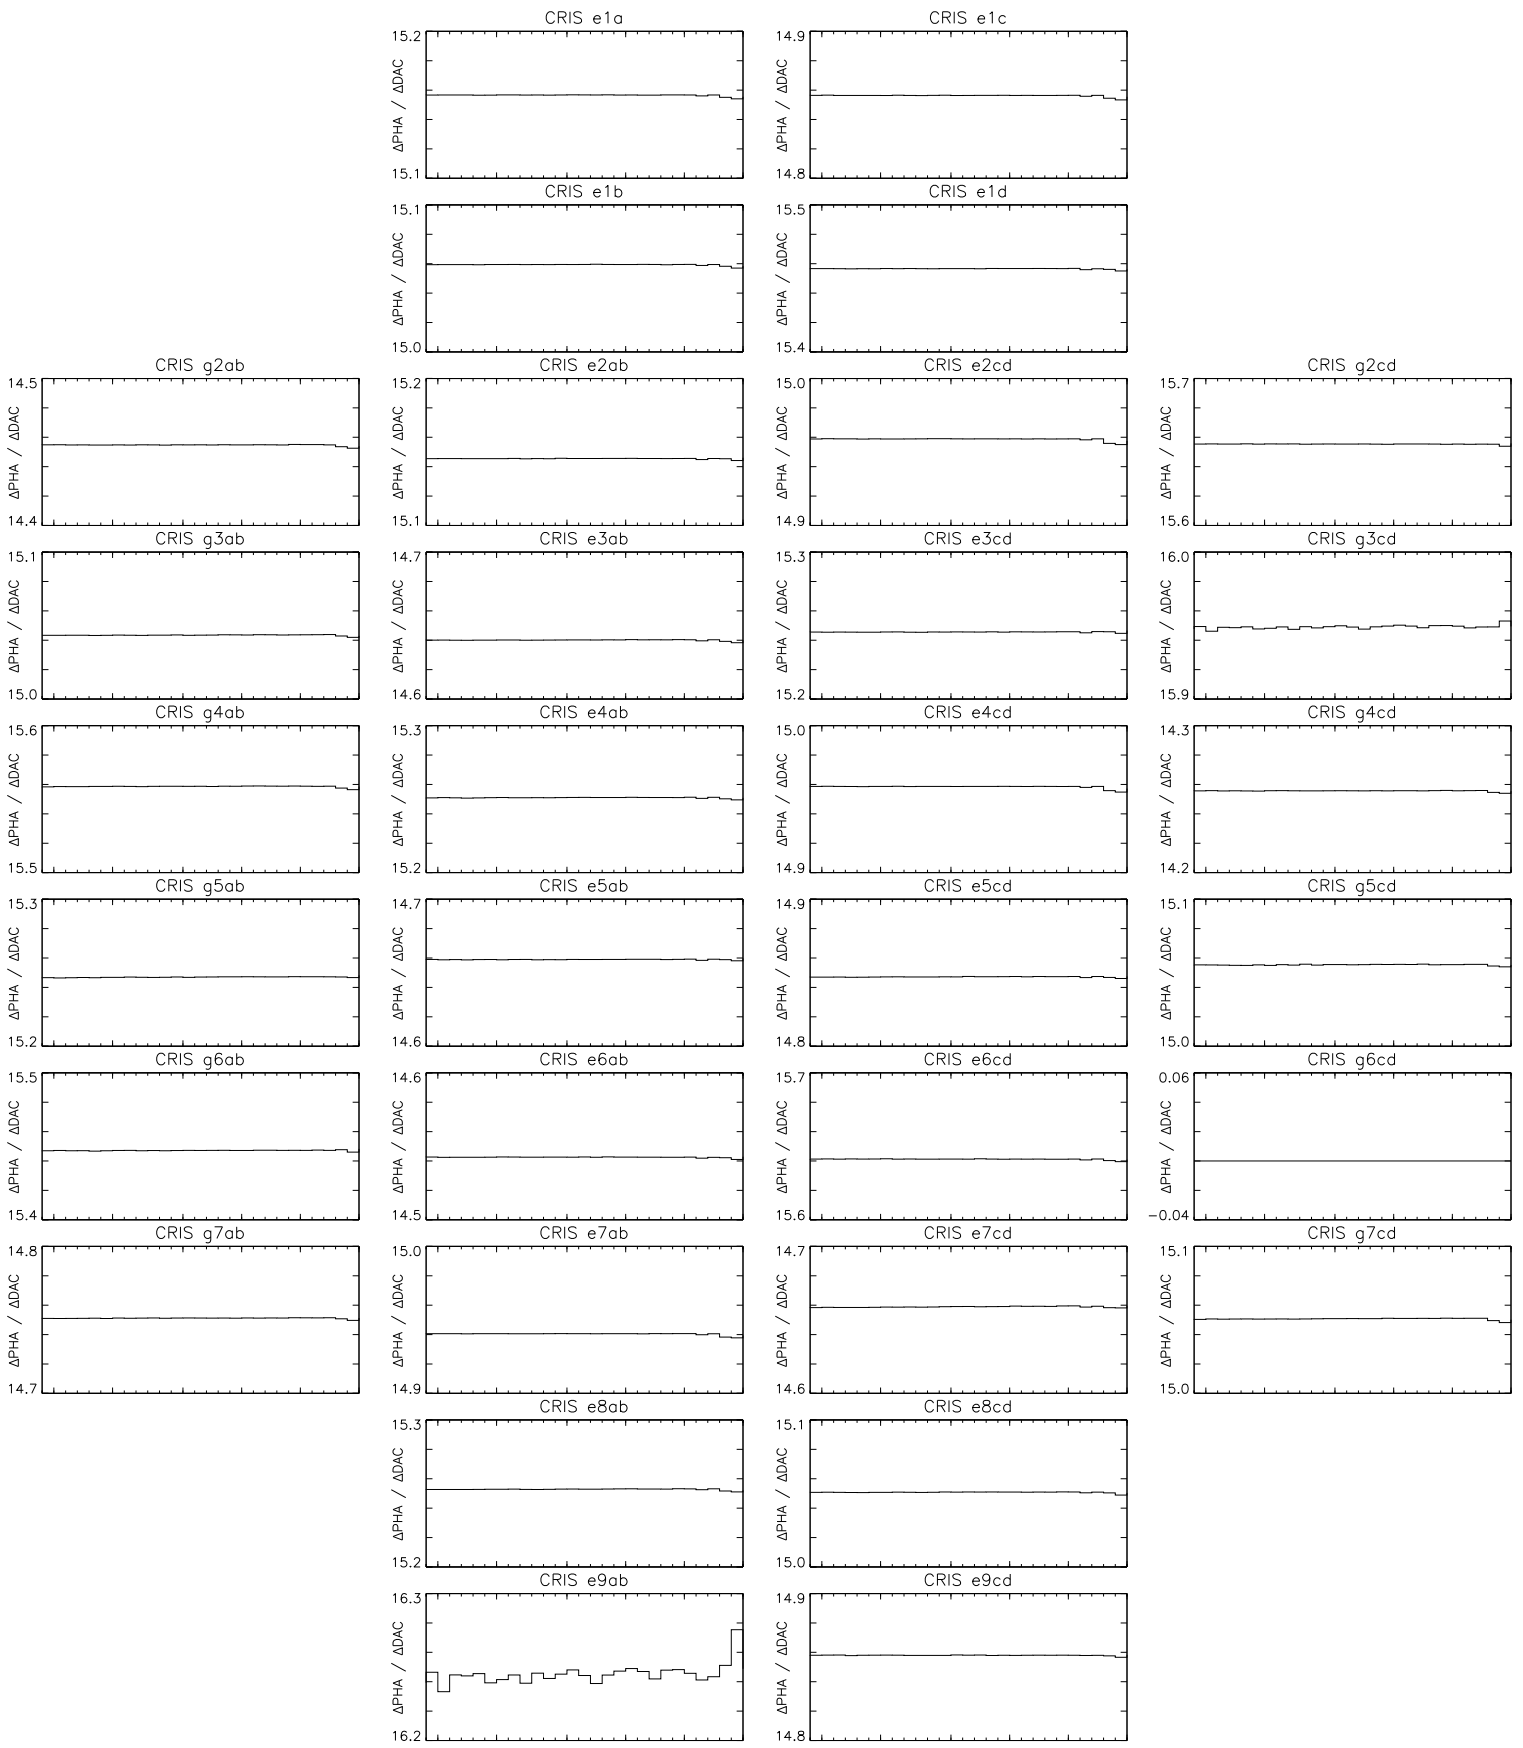 CRIS e1a
15.2
ΔPHA / ΔDAC
15.1
CRIS e1c
14.9
ΔPHA / ΔDAC
14.8
CRIS e1b
15.1
ΔPHA / ΔDAC
15.0
CRIS e1d
15.5
ΔPHA / ΔDAC
15.4
CRIS g2ab
14.5
ΔPHA / ΔDAC
14.4
CRIS e2ab
15.2
ΔPHA / ΔDAC
15.1
CRIS e2cd
15.0
ΔPHA / ΔDAC
14.9
CRIS g2cd
15.7
ΔPHA / ΔDAC
15.6
CRIS g3ab
15.1
ΔPHA / ΔDAC
15.0
CRIS e3ab
14.7
ΔPHA / ΔDAC
14.6
CRIS e3cd
15.3
ΔPHA / ΔDAC
15.2
CRIS g3cd
16.0
ΔPHA / ΔDAC
15.9
CRIS g4ab
15.6
ΔPHA / ΔDAC
15.5
CRIS e4ab
15.3
ΔPHA / ΔDAC
15.2
CRIS e4cd
15.0
ΔPHA / ΔDAC
14.9
CRIS g4cd
14.3
ΔPHA / ΔDAC
14.2
CRIS g5ab
15.3
ΔPHA / ΔDAC
15.2
CRIS e5ab
14.7
ΔPHA / ΔDAC
14.6
CRIS e5cd
14.9
ΔPHA / ΔDAC
14.8
CRIS g5cd
15.1
ΔPHA / ΔDAC
15.0
CRIS g6ab
15.5
ΔPHA / ΔDAC
15.4
CRIS e6ab
14.6
ΔPHA / ΔDAC
14.5
CRIS e6cd
15.7
ΔPHA / ΔDAC
15.6
CRIS g6cd
0.06
ΔPHA / ΔDAC
−0.04
CRIS g7ab
14.8
ΔPHA / ΔDAC
14.7
CRIS e7ab
15.0
ΔPHA / ΔDAC
14.9
CRIS e7cd
14.7
ΔPHA / ΔDAC
14.6
CRIS g7cd
15.1
ΔPHA / ΔDAC
15.0
CRIS e8ab
15.3
ΔPHA / ΔDAC
15.2
CRIS e8cd
15.1
ΔPHA / ΔDAC
15.0
CRIS e9ab
16.3
ΔPHA / ΔDAC
16.2
CRIS e9cd
14.9
ΔPHA / ΔDAC
14.8